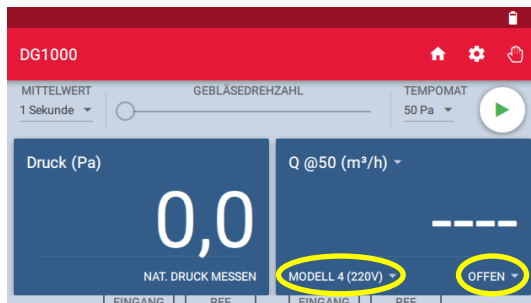 DG1000
MITTELWERT GEBLÄSEDREHZAHL TEMPOMAT
1 Sekunde 50 Pa
Druck (Pa) Q @50 (m³/h)
0,0 ----
NAT. DRUCK MESSEN MODELL 4 (220V) OFFEN
EINGANG REF. EINGANG REF.